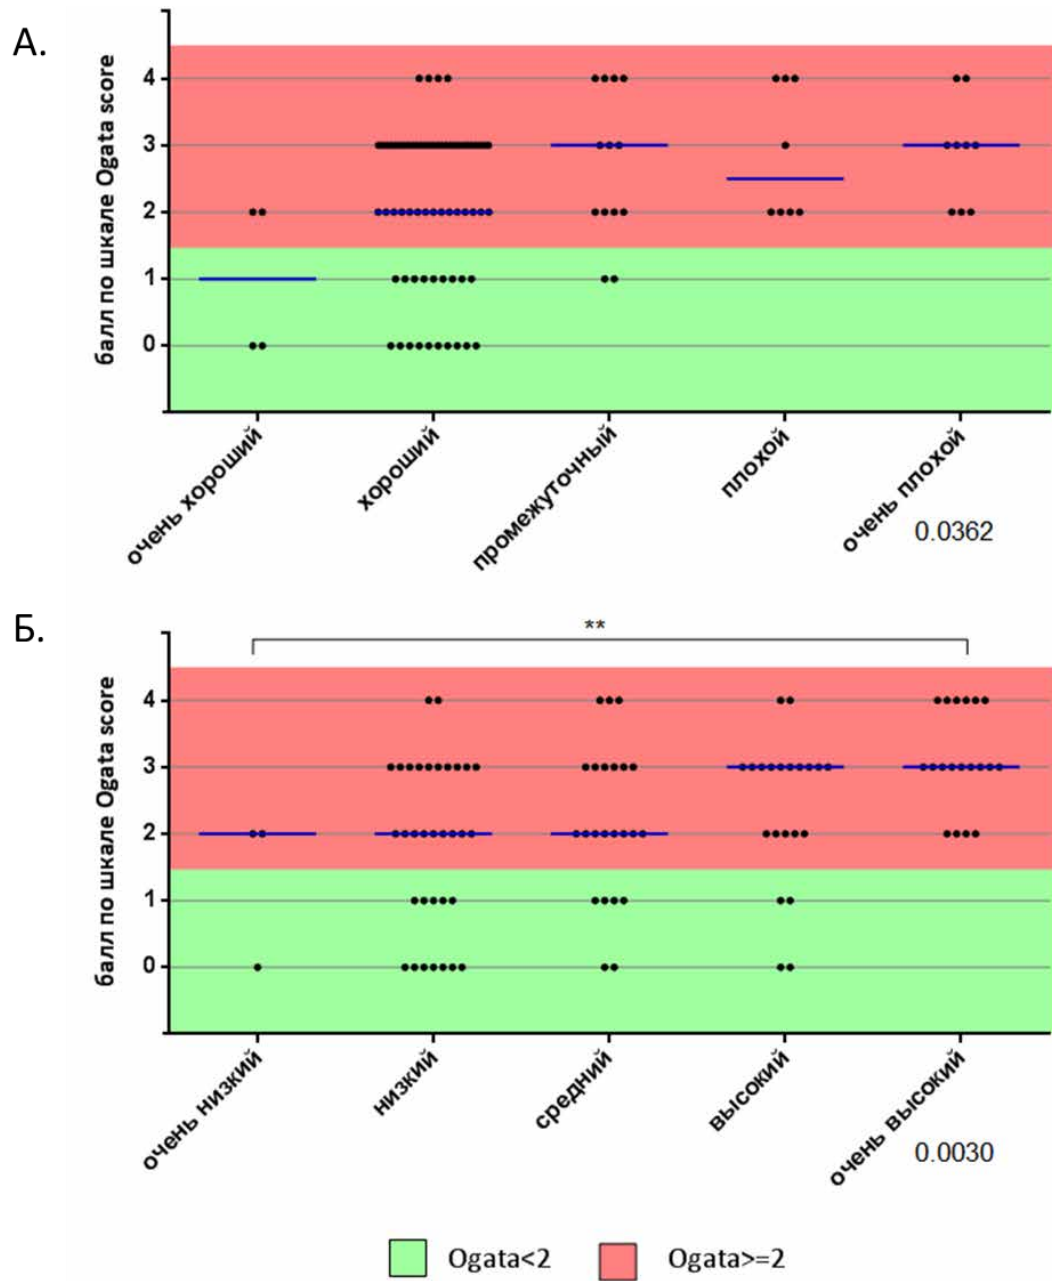 А.
балл по шкале Ogata score
4
3
2
1
0
очень хороший
хороший
промежуточный
плохой
очень плохой
0.0362
Б.
**
балл по шкале Ogata score
4
3
2
1
0
очень низкий
низкий
средний
высокий
очень высокий
0.0030
Ogata<2
Ogata>=2